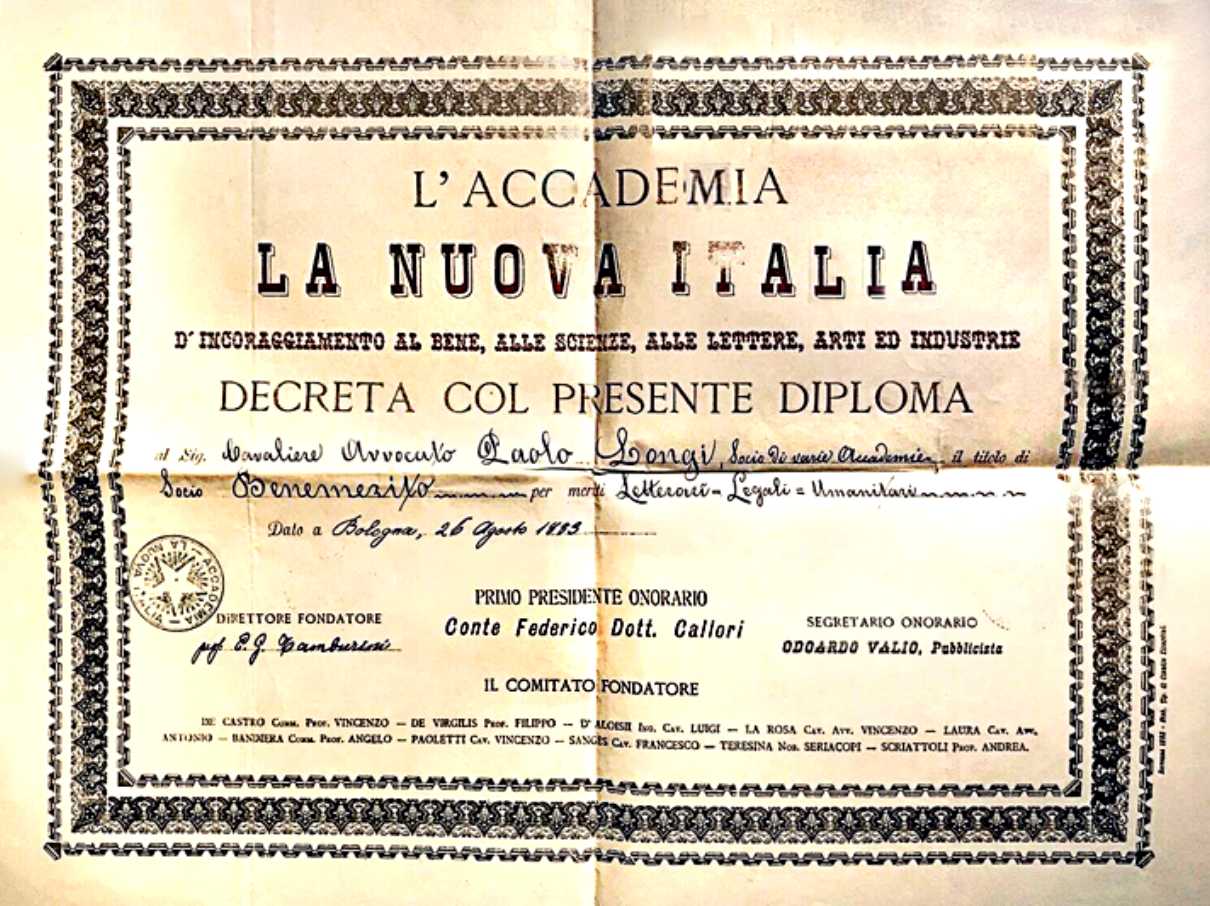 L'ACCADEMIA
LA NUOVA ITALIA
D'INCORAGGIAMENTO AL BENE, ALLE SCIENZE, ALLE LETTERE, ARTI ED INDUSTRIE
DECRETA COL PRESENTE DIPLOMA
al Sig. Cavaliere Avvocato Paolo Longi, Socio di varie Accademie, il titolo di
Socio Benemerito per meriti Letterari = Legali = Umanitari
Dato a Bologna, 26 Agosto 1883
ACCADEMIA — LA NUOVA ITALIA —
DIRETTORE FONDATORE
prof E. G. Tamburini
PRIMO PRESIDENTE ONORARIO
Conte Federico Dott. Callori
SEGRETARIO ONORARIO
ODOARDO VALIO, Pubblicista
IL COMITATO FONDATORE
DE CASTRO Comm. Prof. VINCENZO — DE VIRGILIS Prof. FILIPPO — D'ALOISII Ing. Cav. LUIGI — LA ROSA Cav. Avv. VINCENZO — LAURA Cav. Avv.
ANTONIO — BANDIERA Comm. Prof. ANGELO — PAOLETTI Cav. VINCENZO — SANGÈS Cav. FRANCESCO — TERESINA Nob. SERIACOPI — SCRIATTOLI Prof. ANDREA.